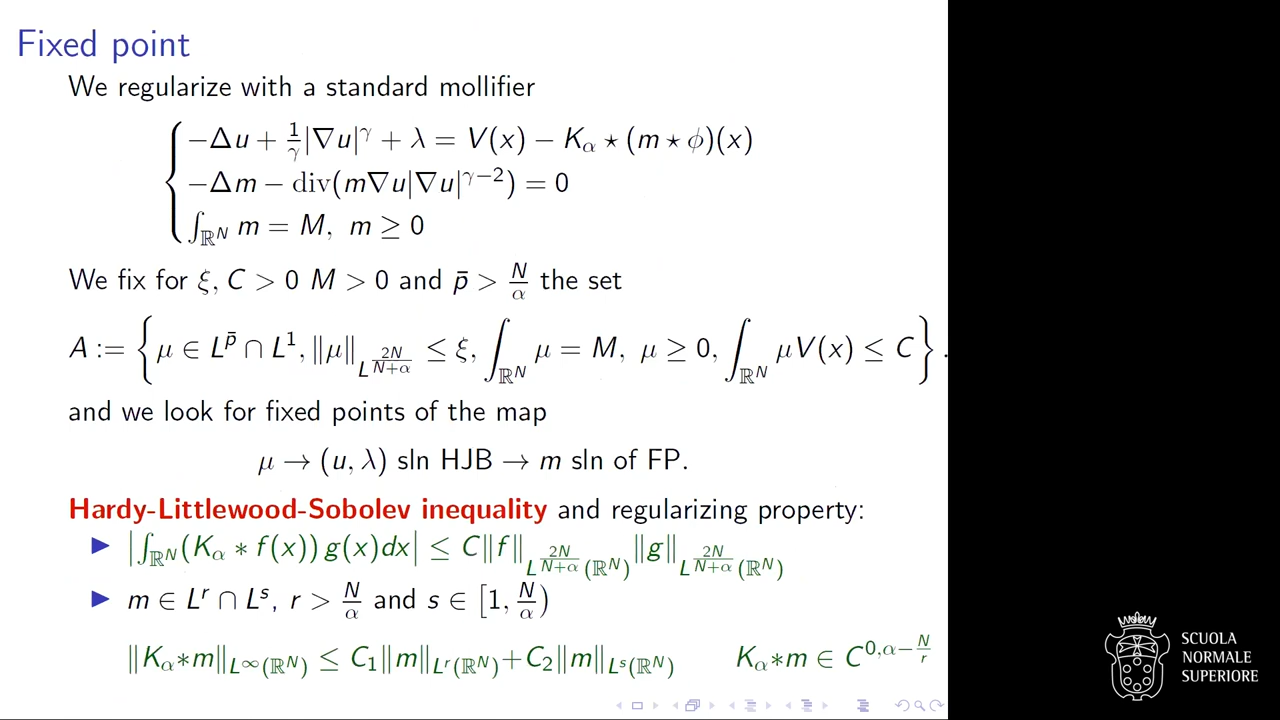 Fixed point
We regularize with a standard mollifier
−Δu + 1/γ |∇u|^γ + λ = V(x) − K_α ⋆ (m ⋆ φ)(x)
−Δm − div(m∇u|∇u|^{γ−2}) = 0
∫_{ℝ^N} m = M, m ≥ 0
We fix for ξ, C > 0 M > 0 and p̄ > N/α the set
A := { μ ∈ L^{p̄} ∩ L^1, ‖μ‖_{L^{2N/(N+α)}} ≤ ξ, ∫_{ℝ^N} μ = M, μ ≥ 0, ∫_{ℝ^N} μV(x) ≤ C } .
and we look for fixed points of the map
μ → (u, λ) sln HJB → m sln of FP.
Hardy-Littlewood-Sobolev inequality and regularizing property:
▶ |∫_{ℝ^N} (K_α ∗ f(x)) g(x)dx| ≤ C‖f‖_{L^{2N/(N+α)}(ℝ^N)} ‖g‖_{L^{2N/(N+α)}(ℝ^N)}
▶ m ∈ L^r ∩ L^s, r > N/α and s ∈ [1, N/α)
‖K_α∗m‖_{L^∞(ℝ^N)} ≤ C_1‖m‖_{L^r(ℝ^N)}+C_2‖m‖_{L^s(ℝ^N)} K_α∗m ∈ C^{0,α−N/r}
SCUOLA
NORMALE
SUPERIORE